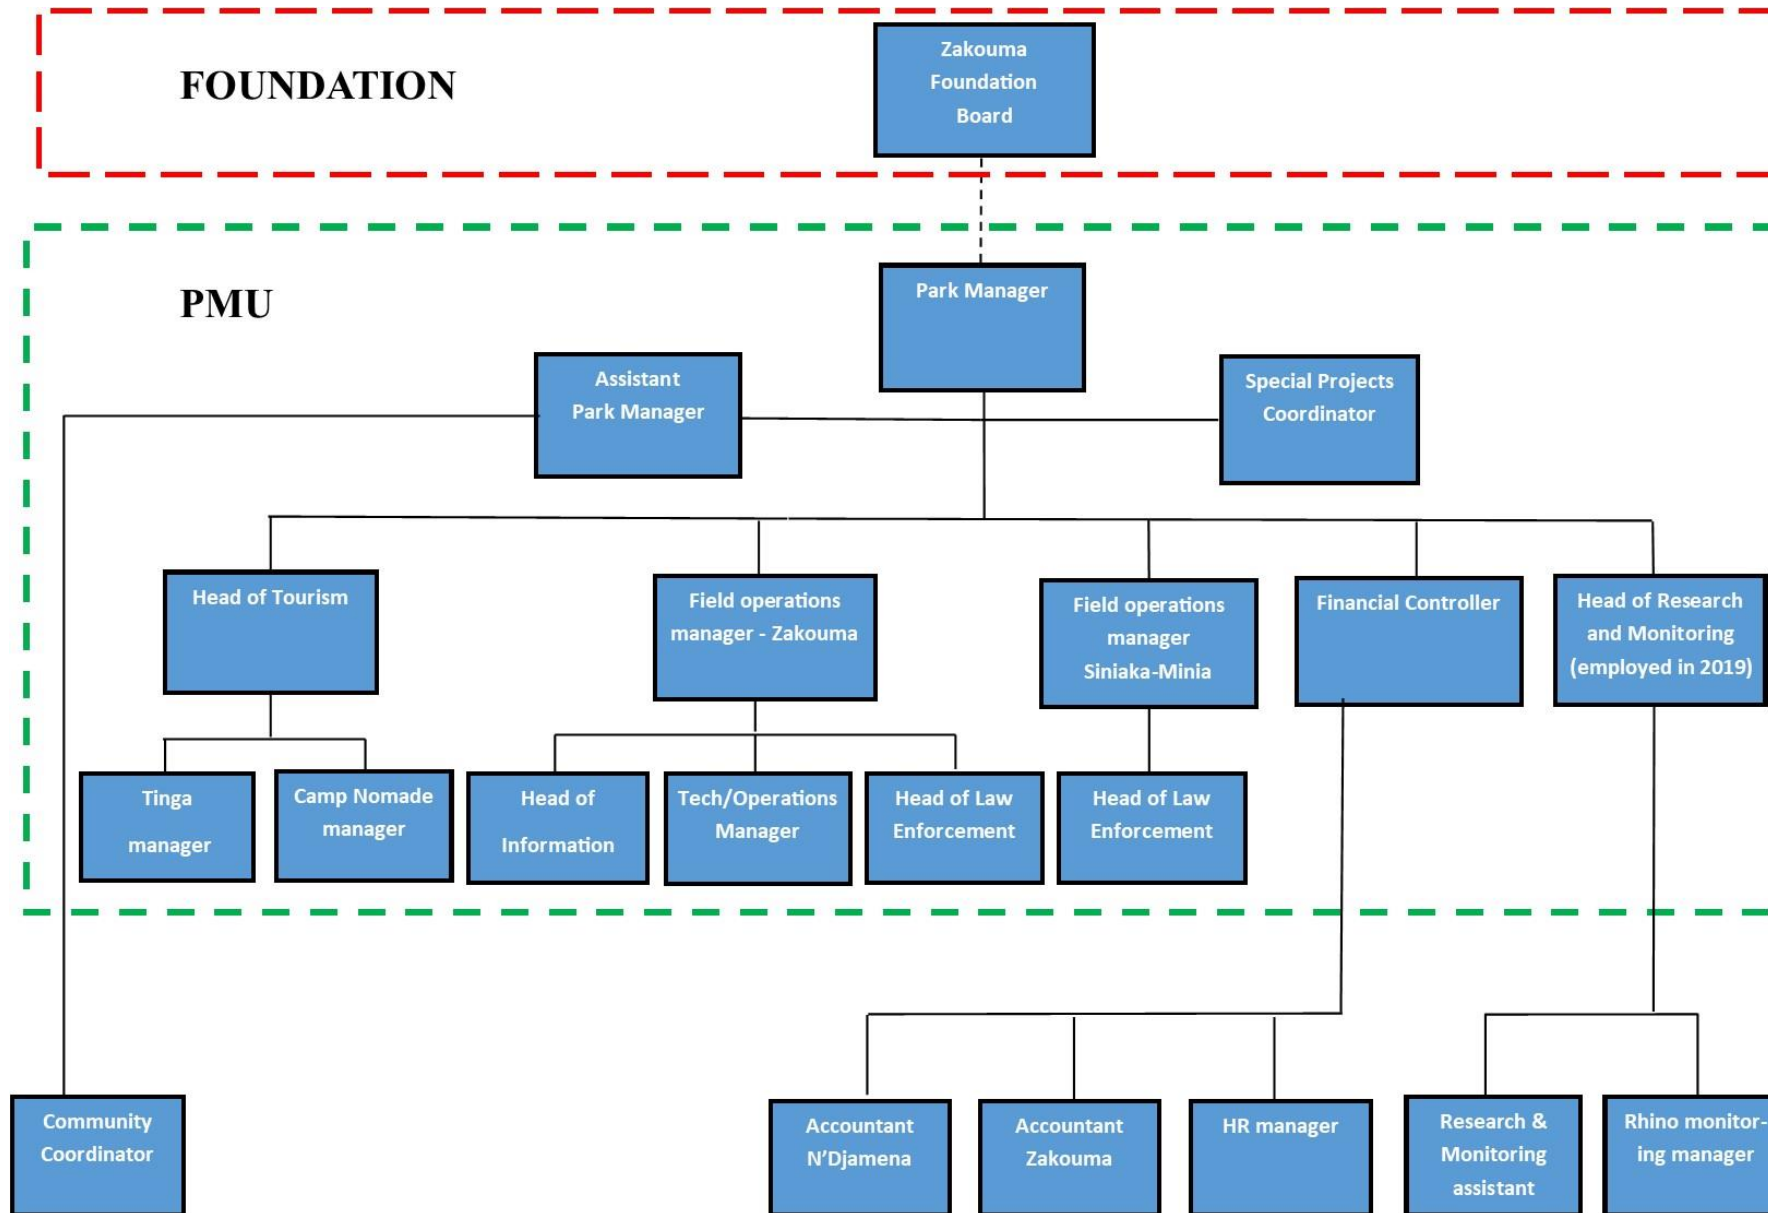 FOUNDATION
Zakouma
Foundation
Board
PMU
Park Manager
Assistant
Park Manager
Special Projects
Coordinator
Head of Tourism
Field operations
manager - Zakouma
Field operations
manager
Siniaka-Minia
Financial Controller
Head of Research
and Monitoring
(employed in 2019)
Tinga
manager
Camp Nomade
manager
Head of
Information
Tech/Operations
Manager
Head of Law
Enforcement
Head of Law
Enforcement
Community
Coordinator
Accountant
N’Djamena
Accountant
Zakouma
HR manager
Research &
Monitoring
assistant
Rhino monitor-
ing manager